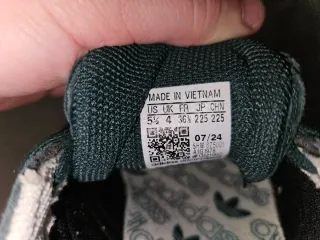 MADE IN VIETNAM
US UK FR JP CHN
5½ 4 36⅔ 225 225
07/24